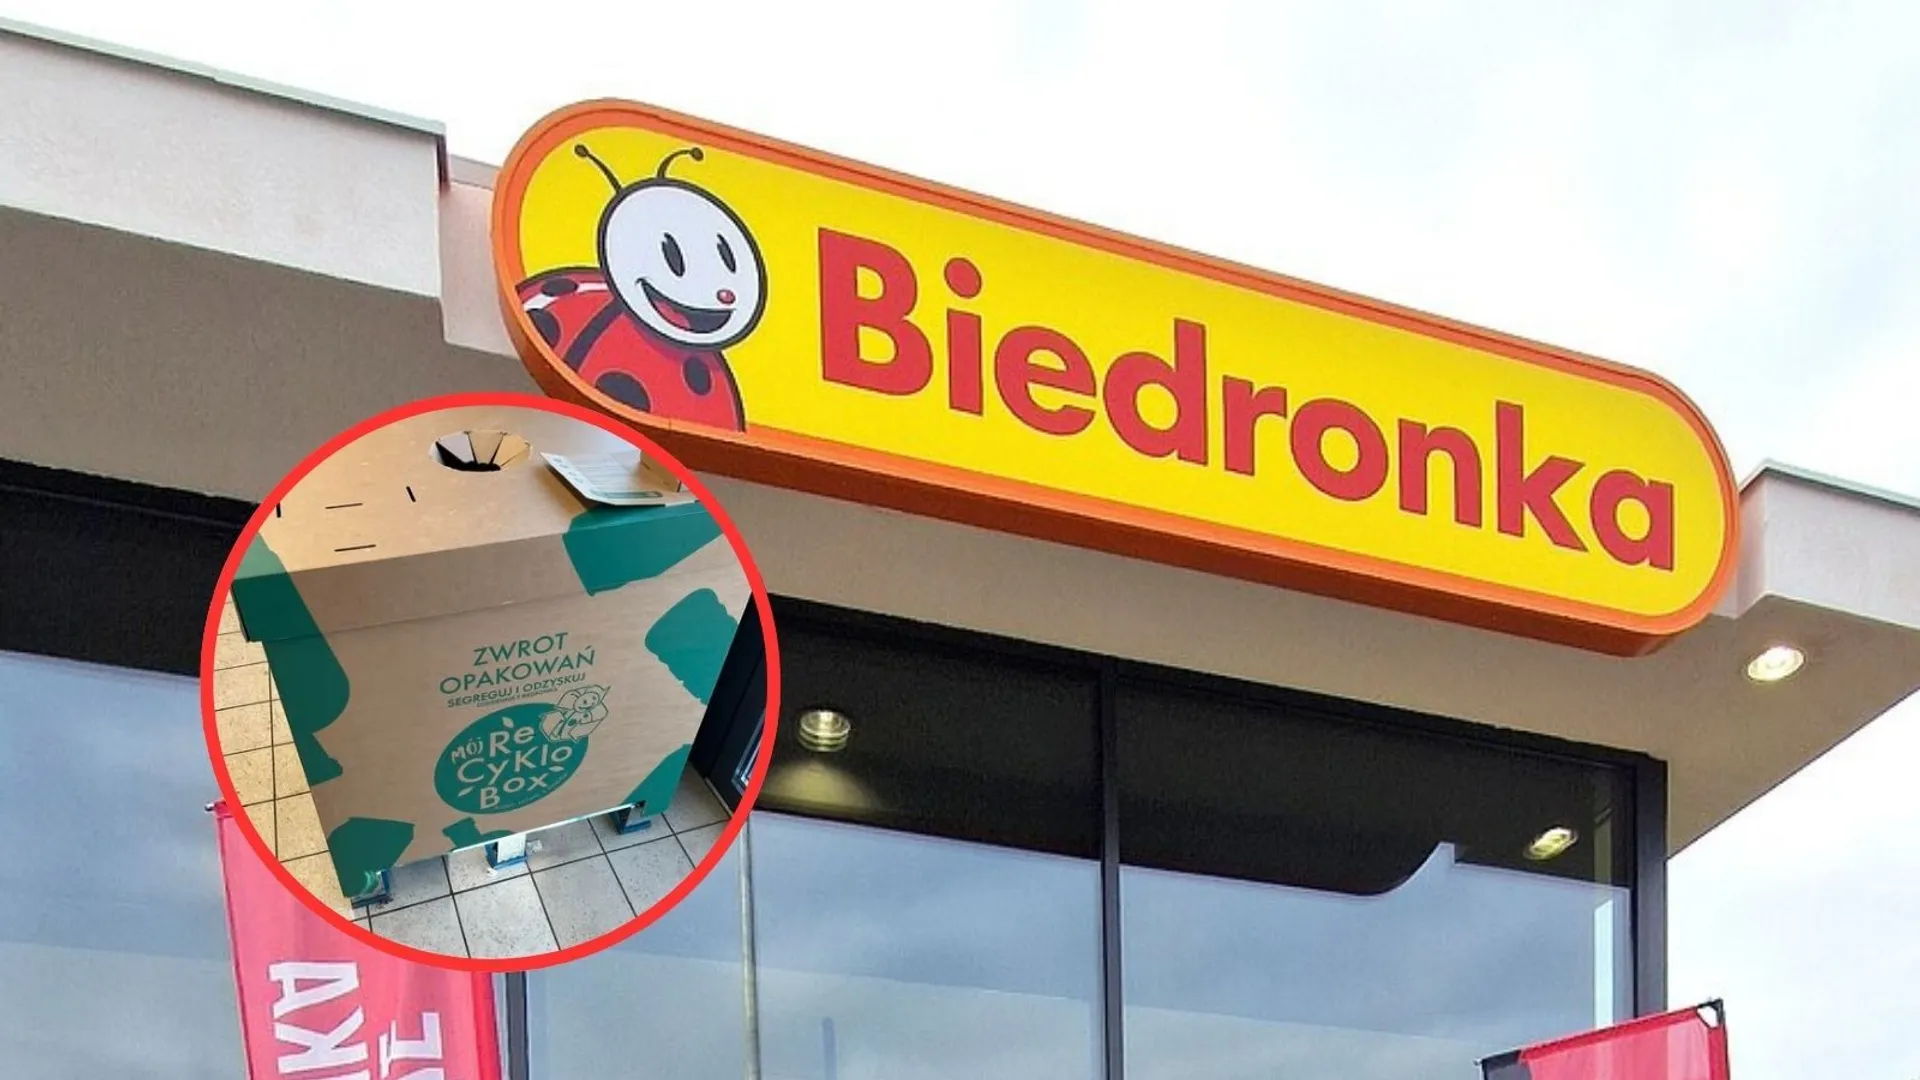 Biedronka
ZWROT
OPAKOWAŃ
SEGREGUJ I ODZYSKUJ
MÓJ Re
Cyklo
Box